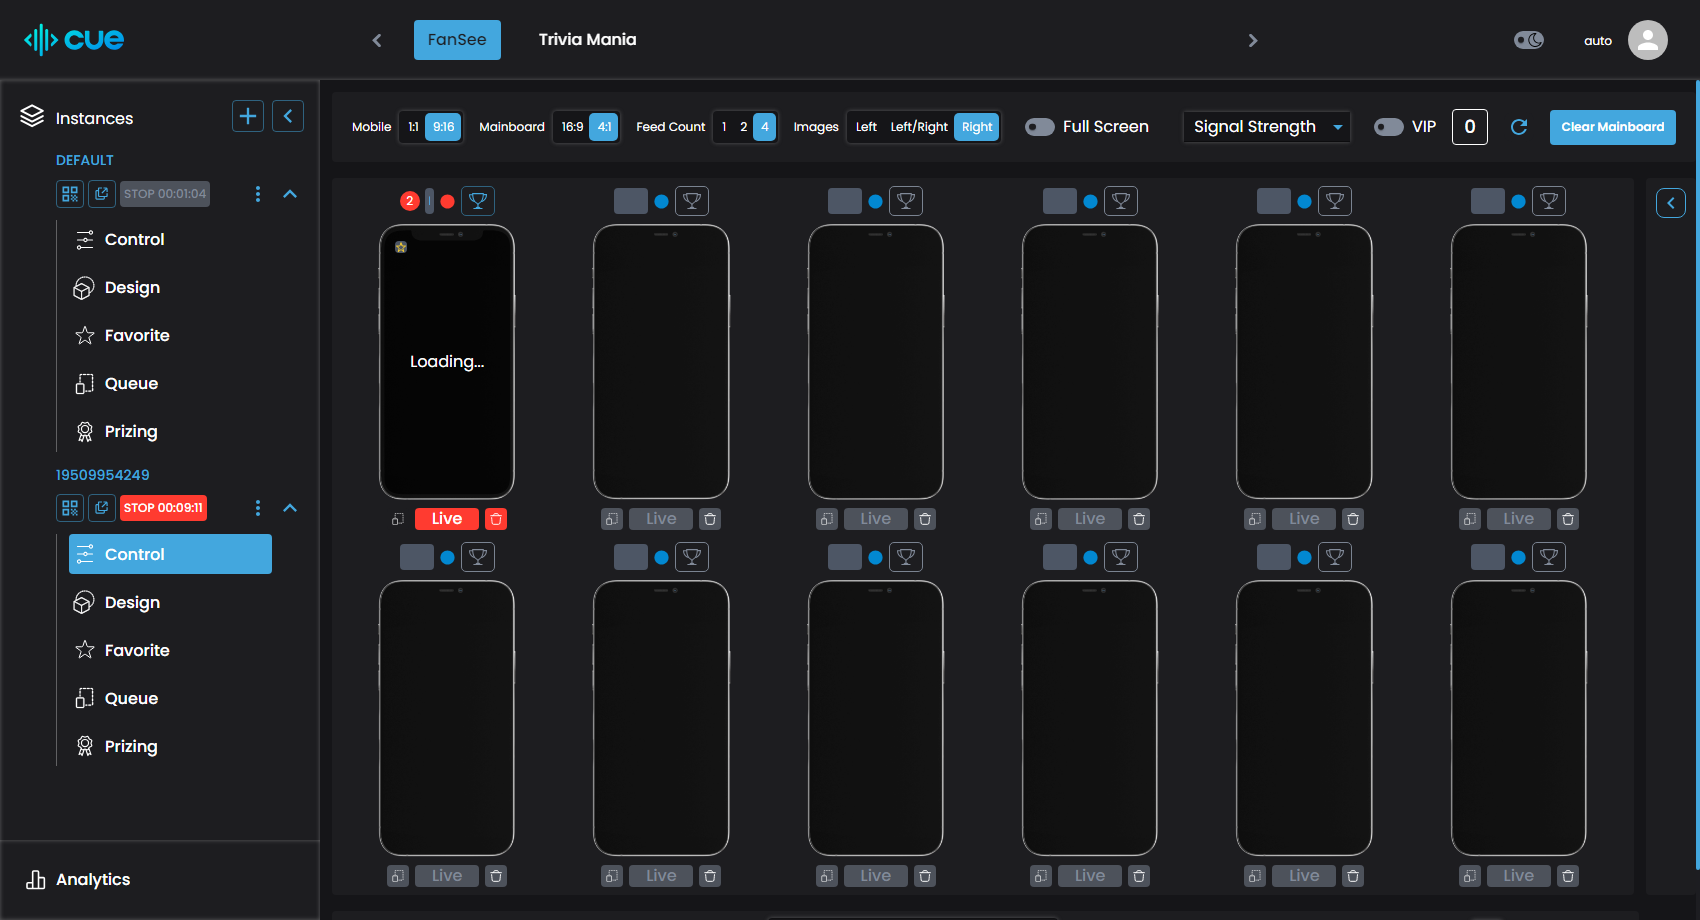 cue
FanSee
Trivia Mania
auto
Instances
DEFAULT
STOP 00:01:04
Control
Design
Favorite
Queue
Prizing
19509954249
STOP 00:09:11
Control
Design
Favorite
Queue
Prizing
Analytics
Mobile 1:1 9:16 Mainboard 16:9 4:1 Feed Count 1 2 4 Images Left Left/Right Right Full Screen Signal Strength VIP 0 Clear Mainboard
2
Loading...
Live Live Live Live Live Live
Live Live Live Live Live Live